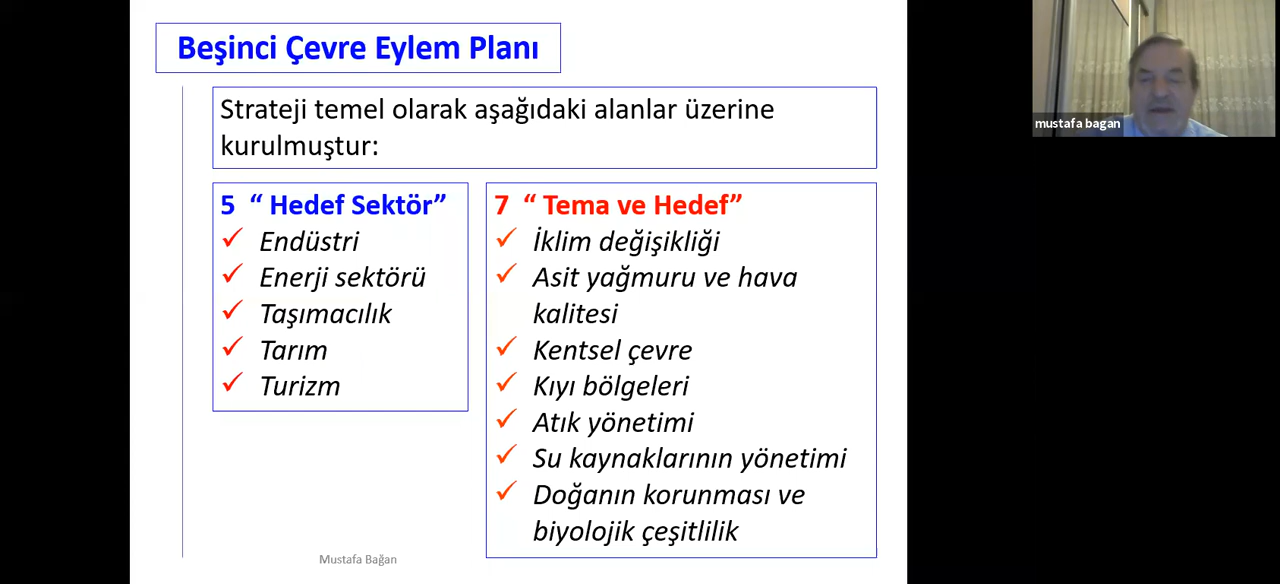 Beşinci Çevre Eylem Planı
Strateji temel olarak aşağıdaki alanlar üzerine
kurulmuştur:
5 “ Hedef Sektör”
✓ Endüstri
✓ Enerji sektörü
✓ Taşımacılık
✓ Tarım
✓ Turizm
7 “ Tema ve Hedef”
✓ İklim değişikliği
✓ Asit yağmuru ve hava
kalitesi
✓ Kentsel çevre
✓ Kıyı bölgeleri
✓ Atık yönetimi
✓ Su kaynaklarının yönetimi
✓ Doğanın korunması ve
biyolojik çeşitlilik
Mustafa Bağan
mustafa bagan